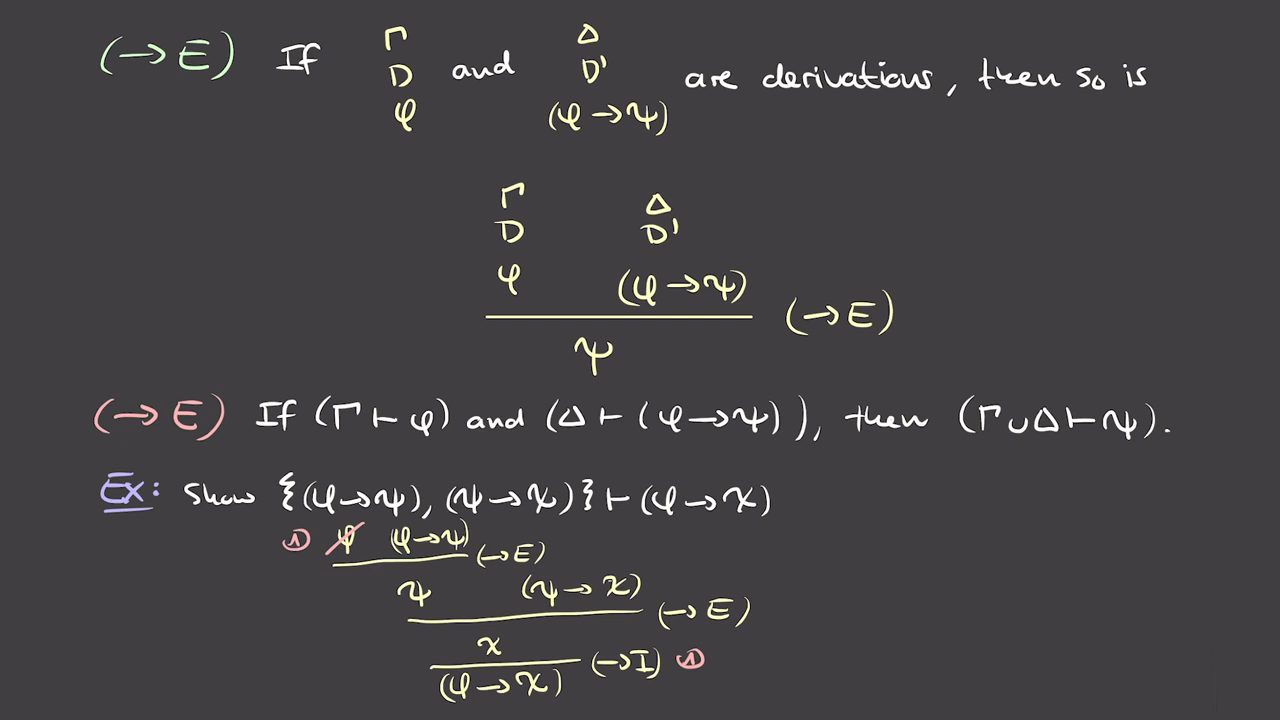 (→E) If Γ D φ and Δ D' (φ→ψ) are derivations, then so is
Γ Δ
D D'
φ (φ→ψ)
(→E)
ψ
(→E) If (Γ⊢φ) and (Δ⊢(φ→ψ)), then (Γ∪Δ⊢ψ).
Ex: Show {(φ→ψ), (ψ→χ)}⊢(φ→χ)
① φ (φ→ψ) (→E)
ψ (ψ→χ) (→E)
χ (→I) ①
(φ→χ)